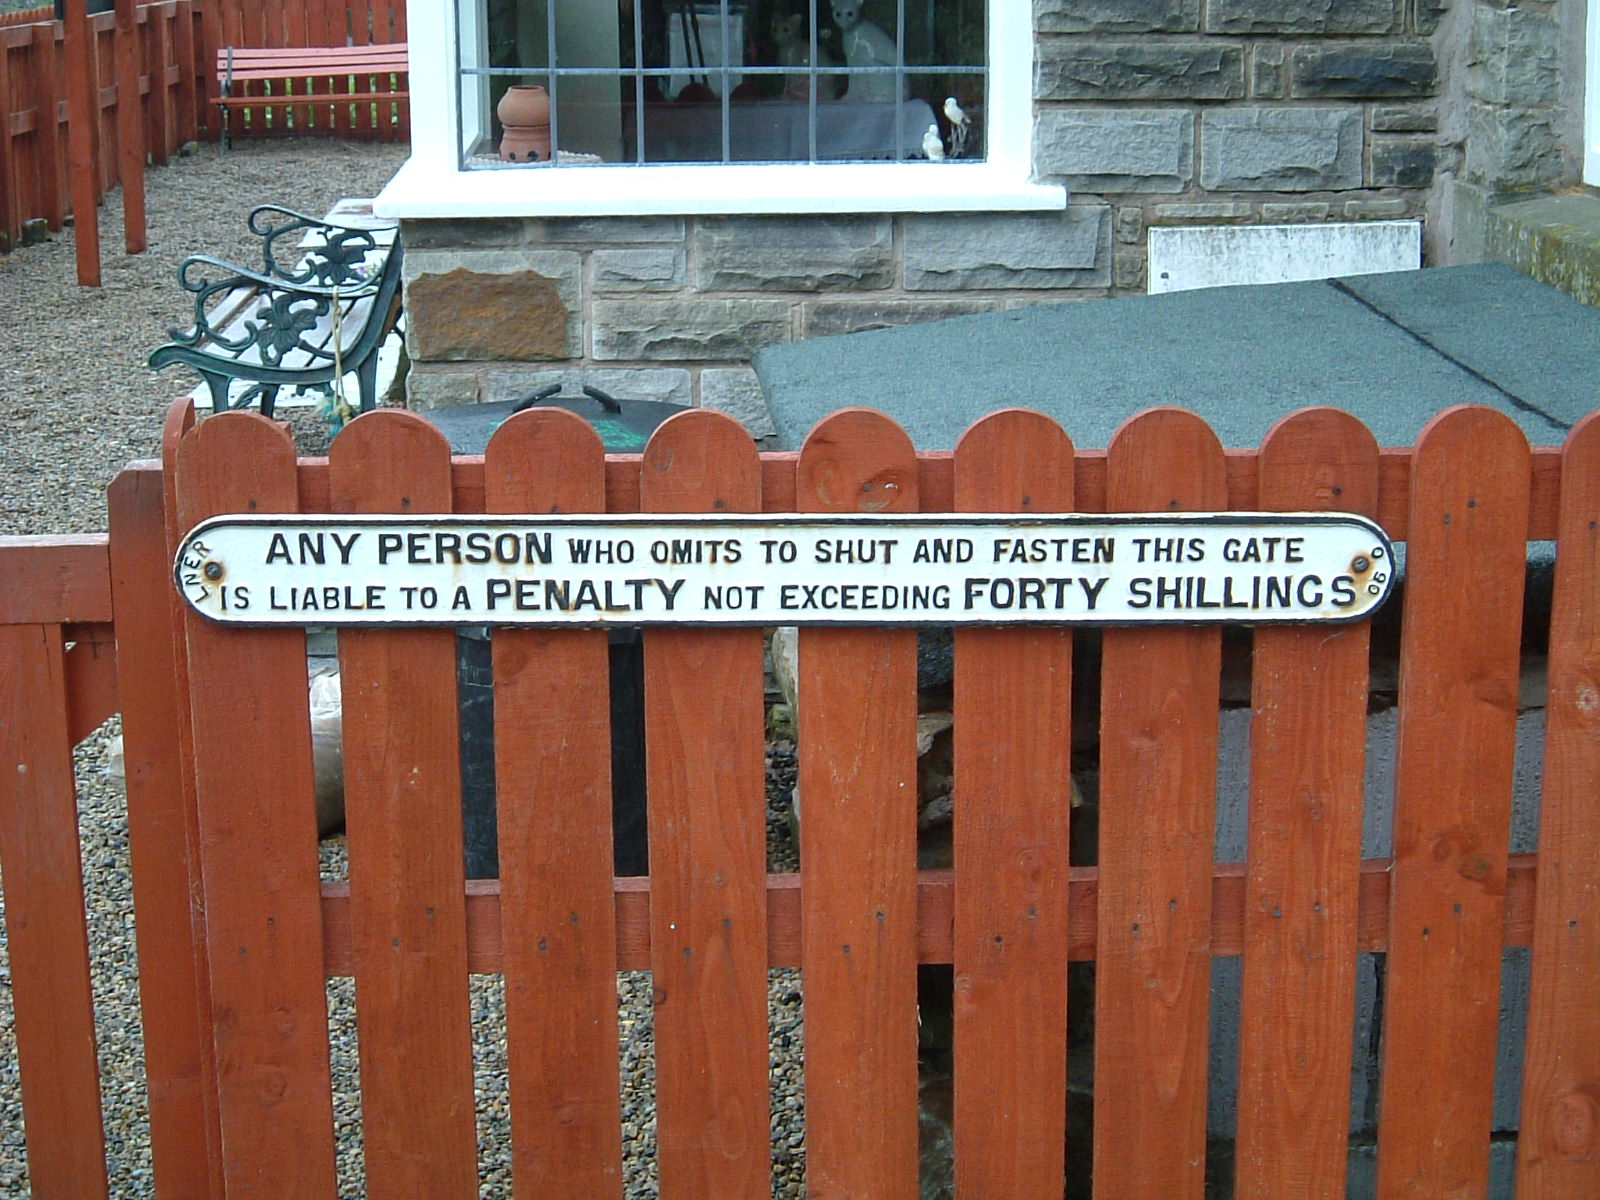 LNER
ANY PERSON WHO OMITS TO SHUT AND FASTEN THIS GATE
IS LIABLE TO A PENALTY NOT EXCEEDING FORTY SHILLINGS